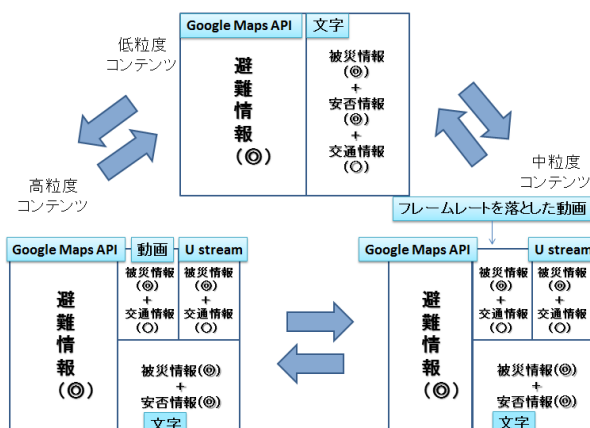 Google Maps API
文字
低粒度
コンテンツ
避
難
情
報
(◎)
被災情報
(◎)
+
安否情報
(◎)
+
交通情報
(○)
高粒度
コンテンツ
中粒度
コンテンツ
フレームレートを落とした動画
Google Maps API
動画
U stream
避
難
情
報
(◎)
被災情報
(◎)
+
交通情報
(○)
被災情報
(◎)
+
交通情報
(○)
被災情報(◎)
+
安否情報(◎)
文字
Google Maps API
U stream
避
難
情
報
(◎)
被災情報
(◎)
+
交通情報
(○)
被災情報
(◎)
+
交通情報
(○)
被災情報(◎)
+
安否情報(◎)
文字